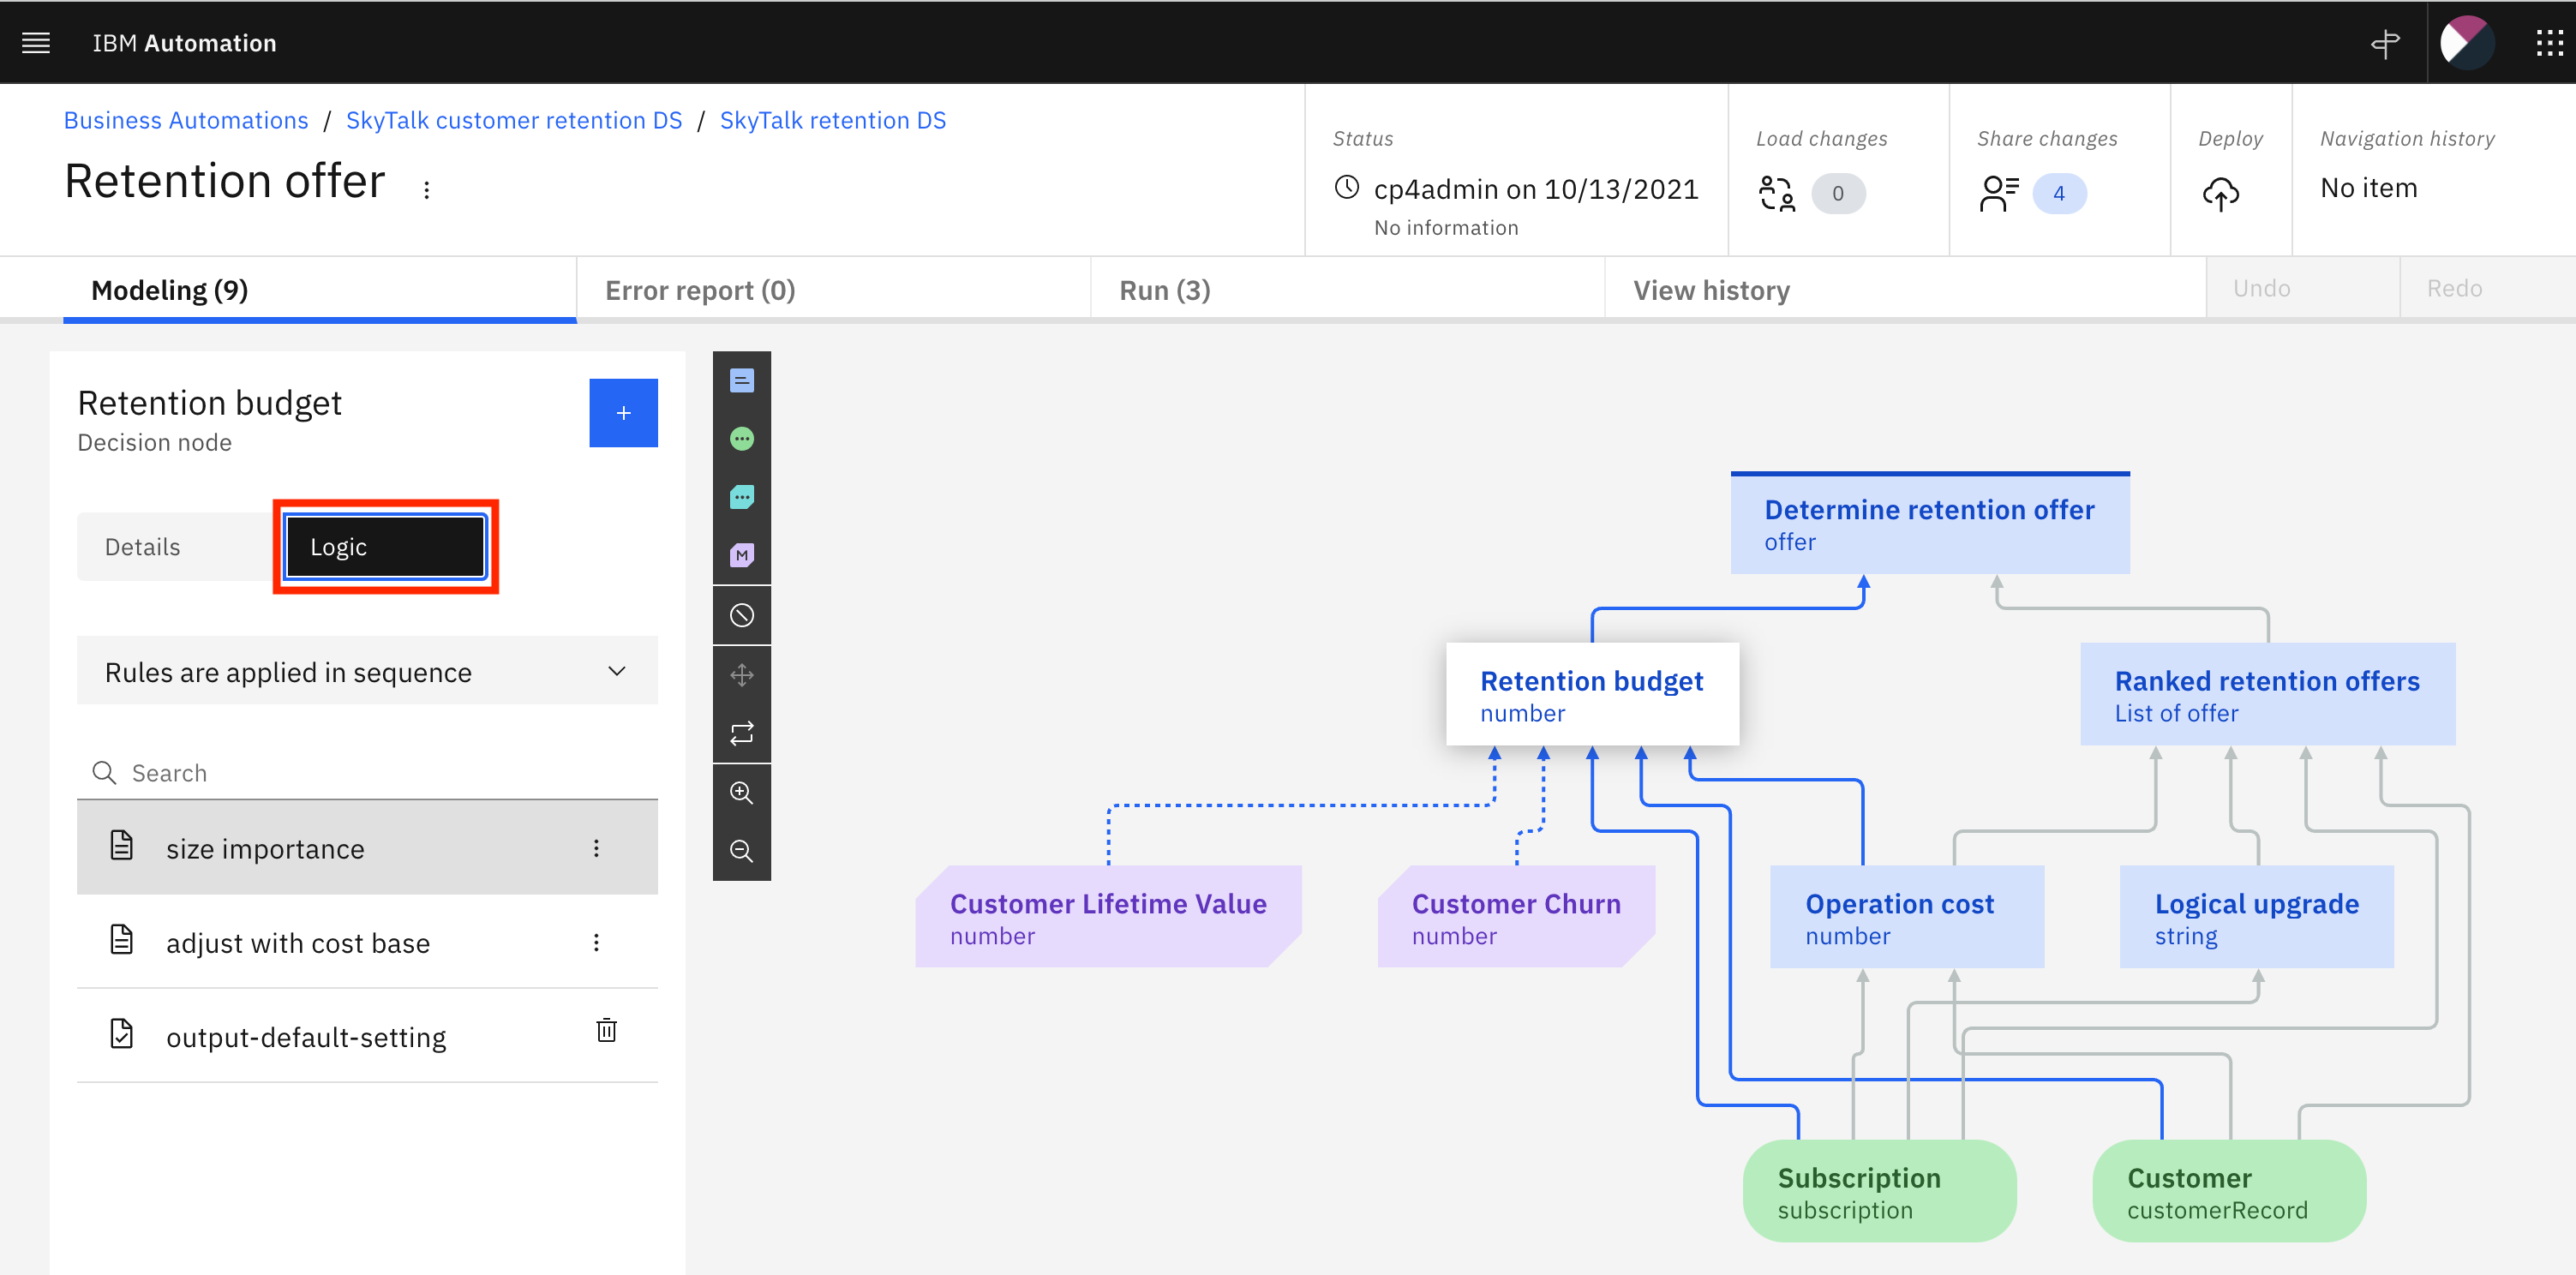 IBM Automation
Business Automations / SkyTalk customer retention DS / SkyTalk retention DS
Retention offer
Status
cp4admin on 10/13/2021
No information
Load changes
0
Share changes
4
Deploy
Navigation history
No item
Modeling (9)
Error report (0)
Run (3)
View history
Undo
Redo
Retention budget
Decision node
+
Details
Logic
Rules are applied in sequence
Search
size importance
adjust with cost base
output-default-setting
M
Determine retention offer
offer
Retention budget
number
Ranked retention offers
List of offer
Customer Lifetime Value
number
Customer Churn
number
Operation cost
number
Logical upgrade
string
Subscription
subscription
Customer
customerRecord